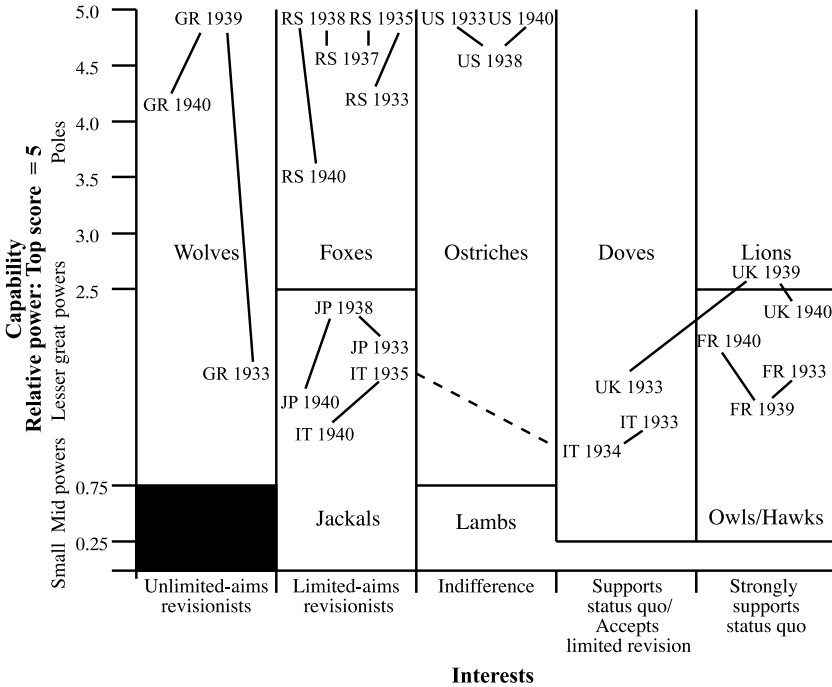 Capability
Relative power: Top score = 5
Small Mid powers Lesser great powers Poles
5.0
4.5
4.0
3.5
3.0
2.5
0.75
0.25
GR 1939
GR 1940
Wolves
GR 1933
RS 1938 RS 1935
RS 1937
RS 1933
RS 1940
Foxes
JP 1938
JP 1933
IT 1935
JP 1940
IT 1940
Jackals
US 1933 US 1940
US 1938
Ostriches
Lambs
Doves
UK 1933
IT 1933
IT 1934
Lions
UK 1939
UK 1940
FR 1940
FR 1933
FR 1939
Owls/Hawks
Unlimited-aims
revisionists
Limited-aims
revisionists
Indifference
Supports
status quo/
Accepts
limited revision
Strongly
supports
status quo
Interests